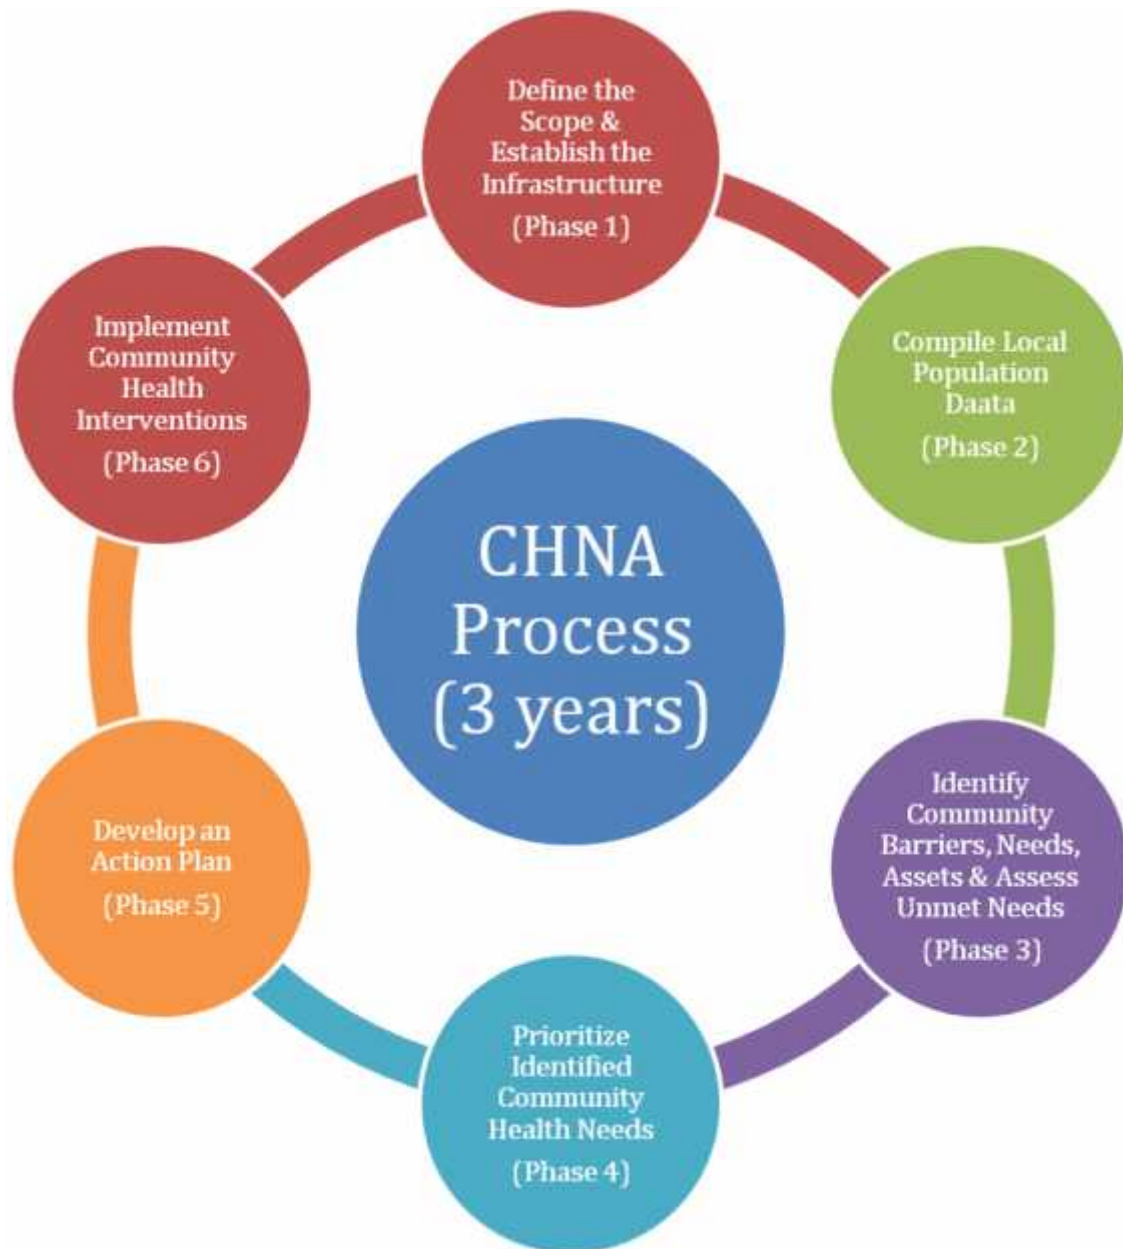 Define the
Scope &
Establish the
Infrastructure
(Phase 1)
Compile Local
Population
Daata
(Phase 2)
Identify
Community
Barriers, Needs,
Assets & Assess
Unmet Needs
(Phase 3)
Prioritize
Identified
Community
Health Needs
(Phase 4)
Develop an
Action Plan
(Phase 5)
Implement
Community
Health
Interventions
(Phase 6)
CHNA
Process
(3 years)